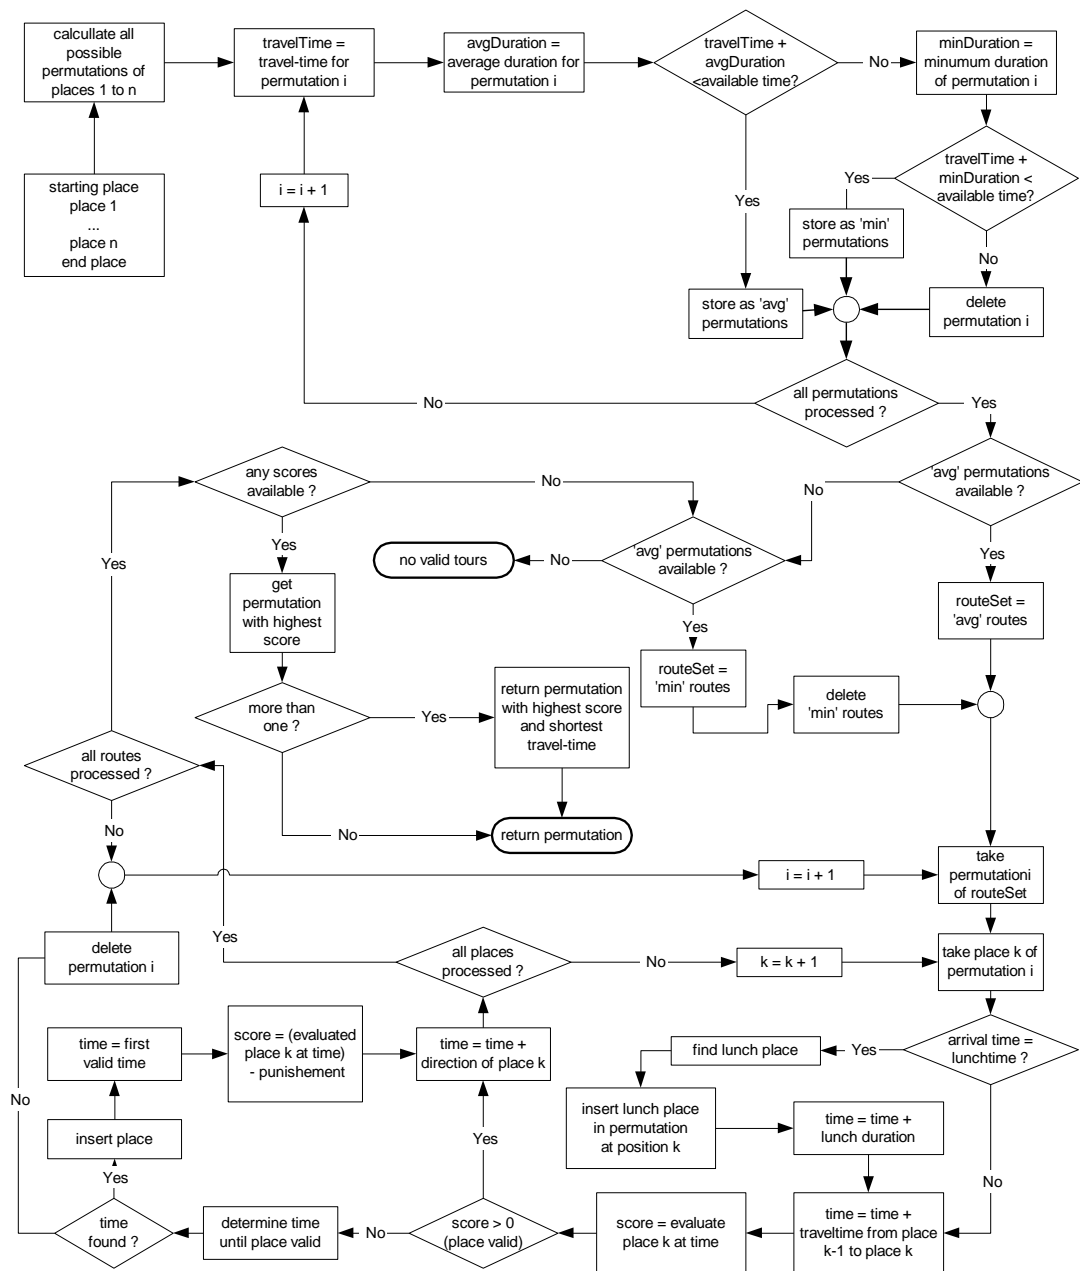 calcullate all
possible
permutations of
places 1 to n
travelTime =
travel-time for
permutation i
avgDuration =
average duration for
permutation i
travelTime +
avgDuration
<available time?
No
minDuration =
minumum duration
of permutation i
starting place
place 1
...
place n
end place
i = i + 1
Yes
travelTime +
minDuration <
available time?
Yes
store as 'min'
permutations
No
store as 'avg'
permutations
delete
permutation i
all permutations
processed ?
No
Yes
any scores
available ?
No
'avg' permutations
available ?
No
Yes
Yes
no valid tours
No
'avg' permutations
available ?
Yes
get
permutation
with highest
score
Yes
routeSet =
'avg' routes
routeSet =
'min' routes
delete
'min' routes
more than
one ?
Yes
return permutation
with highest score
and shortest
travel-time
all routes
processed ?
No
No
return permutation
i = i + 1
take
permutationi
of routeSet
Yes
delete
permutation i
all places
processed ?
No
k = k + 1
take place k of
permutation i
time = first
valid time
score = (evaluated
place k at time)
- punishement
time = time +
direction of place k
find lunch place
Yes
arrival time =
lunchtime ?
No
insert place
Yes
insert lunch place
in permutation
at position k
time = time +
lunch duration
No
Yes
time
found ?
determine time
until place valid
No
score > 0
(place valid)
score = evaluate
place k at time
time = time +
traveltime from place
k-1 to place k